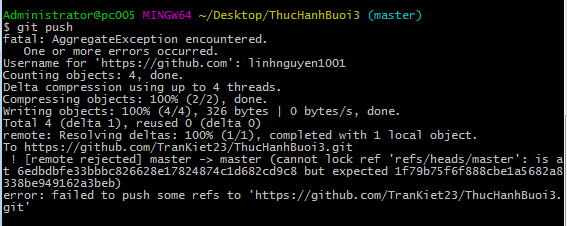 Administrator@pc005 MINGW64 ~/Desktop/ThucHanhBuoi3 (master)
$ git push
fatal: AggregateException encountered.
   One or more errors occurred.
Username for 'https://github.com': linhnguyen1001
Counting objects: 4, done.
Delta compression using up to 4 threads.
Compressing objects: 100% (2/2), done.
Writing objects: 100% (4/4), 326 bytes | 0 bytes/s, done.
Total 4 (delta 1), reused 0 (delta 0)
remote: Resolving deltas: 100% (1/1), completed with 1 local object.
To https://github.com/TranKiet23/ThucHanhBuoi3.git
 ! [remote rejected] master -> master (cannot lock ref 'refs/heads/master': is a
t 6edbdbfe33bbbc826628e17824874c1d682cd9c8 but expected 1f79b75f6f888cbe1a5682a8
338be949162a3beb)
error: failed to push some refs to 'https://github.com/TranKiet23/ThucHanhBuoi3.
git'